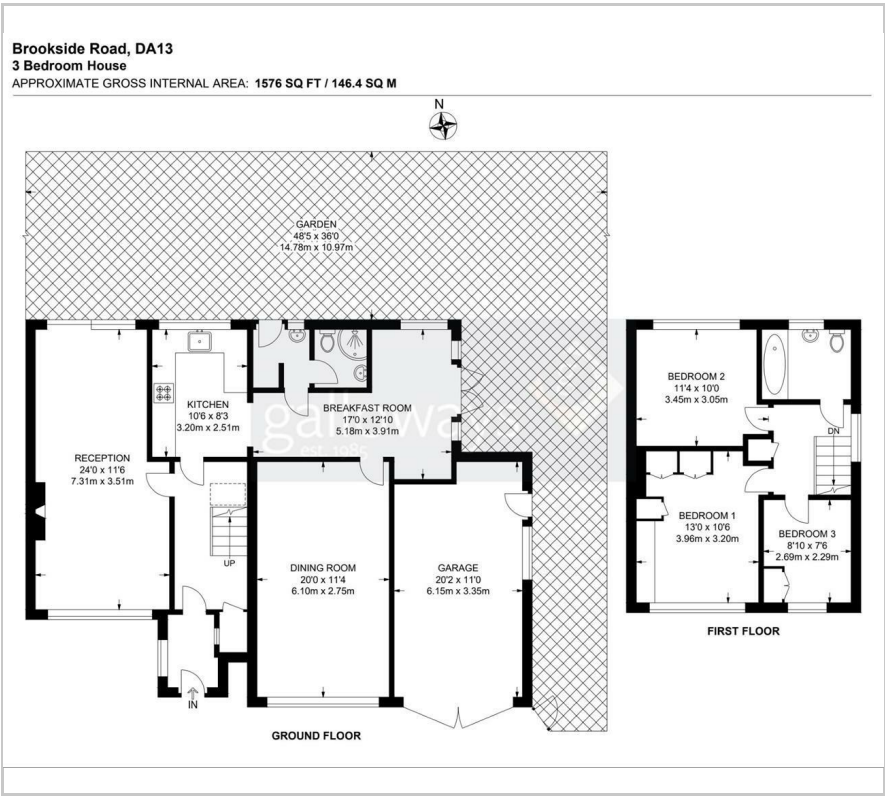 Brookside Road, DA13
3 Bedroom House
APPROXIMATE GROSS INTERNAL AREA: 1576 SQ FT / 146.4 SQ M
N
GARDEN
48'5 x 36'0
14.78m x 10.97m
KITCHEN
10'6 x 8'3
3.20m x 2.51m
BREAKFAST ROOM
17'0 x 12'10
5.18m x 3.91m
RECEPTION
24'0 x 11'6
7.31m x 3.51m
UP
DINING ROOM
20'0 x 11'4
6.10m x 2.75m
GARAGE
20'2 x 11'0
6.15m x 3.35m
IN
GROUND FLOOR
BEDROOM 2
11'4 x 10'0
3.45m x 3.05m
DN
BEDROOM 1
13'0 x 10'6
3.96m x 3.20m
BEDROOM 3
8'10 x 7'6
2.69m x 2.29m
FIRST FLOOR
est. 1985